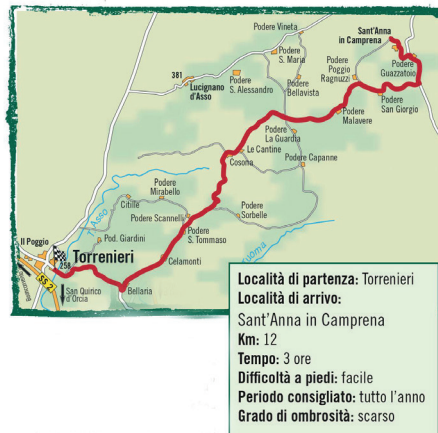 Podere Vineta
Sant'Anna
in Camprena
Podere
S. Maria
Podere
Guazzatoio
381
Lucignano
d'Asso
Podere
S. Alessandro
Podere
Bellavista
Podere
Poggio
Ragnuzzi
Podere
San Giorgio
Podere
Malavere
Podere
La Guardia
Le Cantine
Cosona
Podere Capanne
Podere
Mirabello
Citille
T. Asso
Podere Scannelli
Podere
Sorbelle
Pod. Giardini
Podere
S. Tommaso
Il Poggio
258
Torrenieri
Celamonti
SS 2
San Quirico
d'Orcia
Bellaria
Località di partenza: Torrenieri
Località di arrivo:
Sant'Anna in Camprena
Km: 12
Tempo: 3 ore
Difficoltà a piedi: facile
Periodo consigliato: tutto l'anno
Grado di ombrosità: scarso